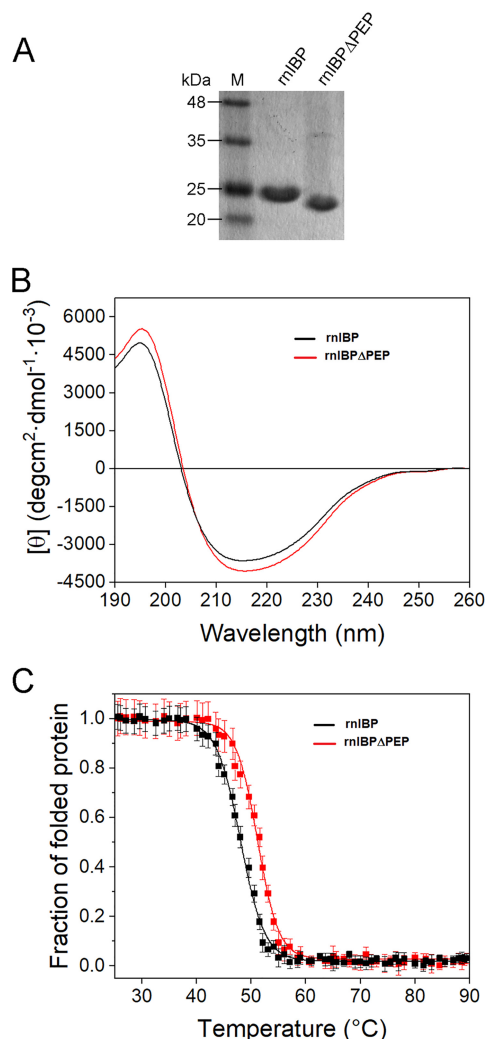 A
kDa M rnIBP rnIBPΔPEP
48
35
25
20
B
[θ] (degcm²·dmol⁻¹·10⁻³)
6000
4500
3000
1500
0
-1500
-3000
-4500
rnIBP
rnIBPΔPEP
190 200 210 220 230 240 250 260
Wavelength (nm)
C
Fraction of folded protein
1.0
0.8
0.6
0.4
0.2
0.0
rnIBP
rnIBPΔPEP
30 40 50 60 70 80 90
Temperature (°C)